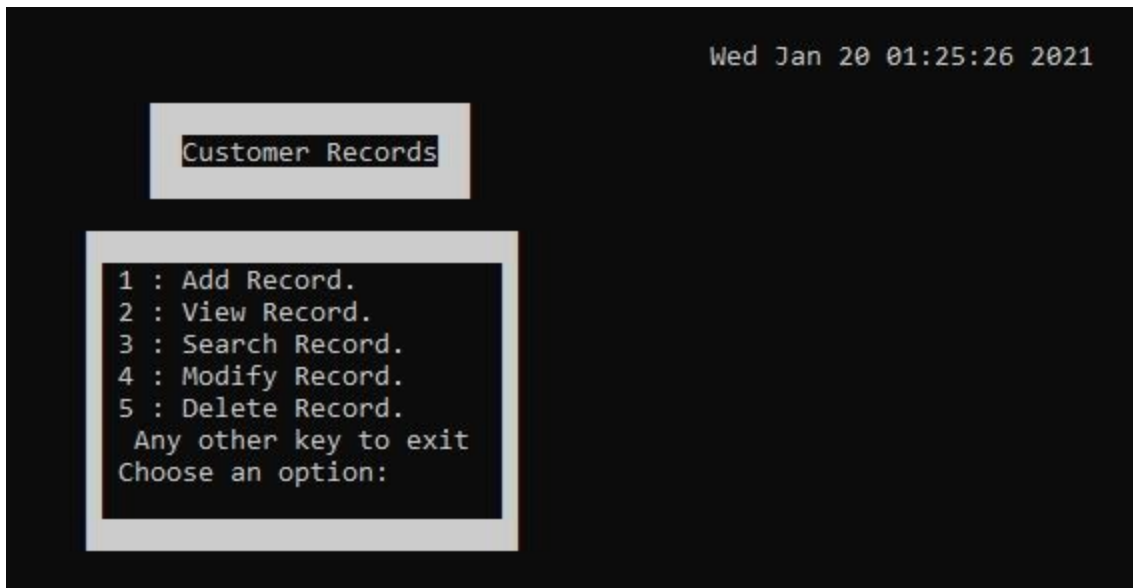 Wed Jan 20 01:25:26 2021
Customer Records
1 : Add Record.
2 : View Record.
3 : Search Record.
4 : Modify Record.
5 : Delete Record.
Any other key to exit
Choose an option: